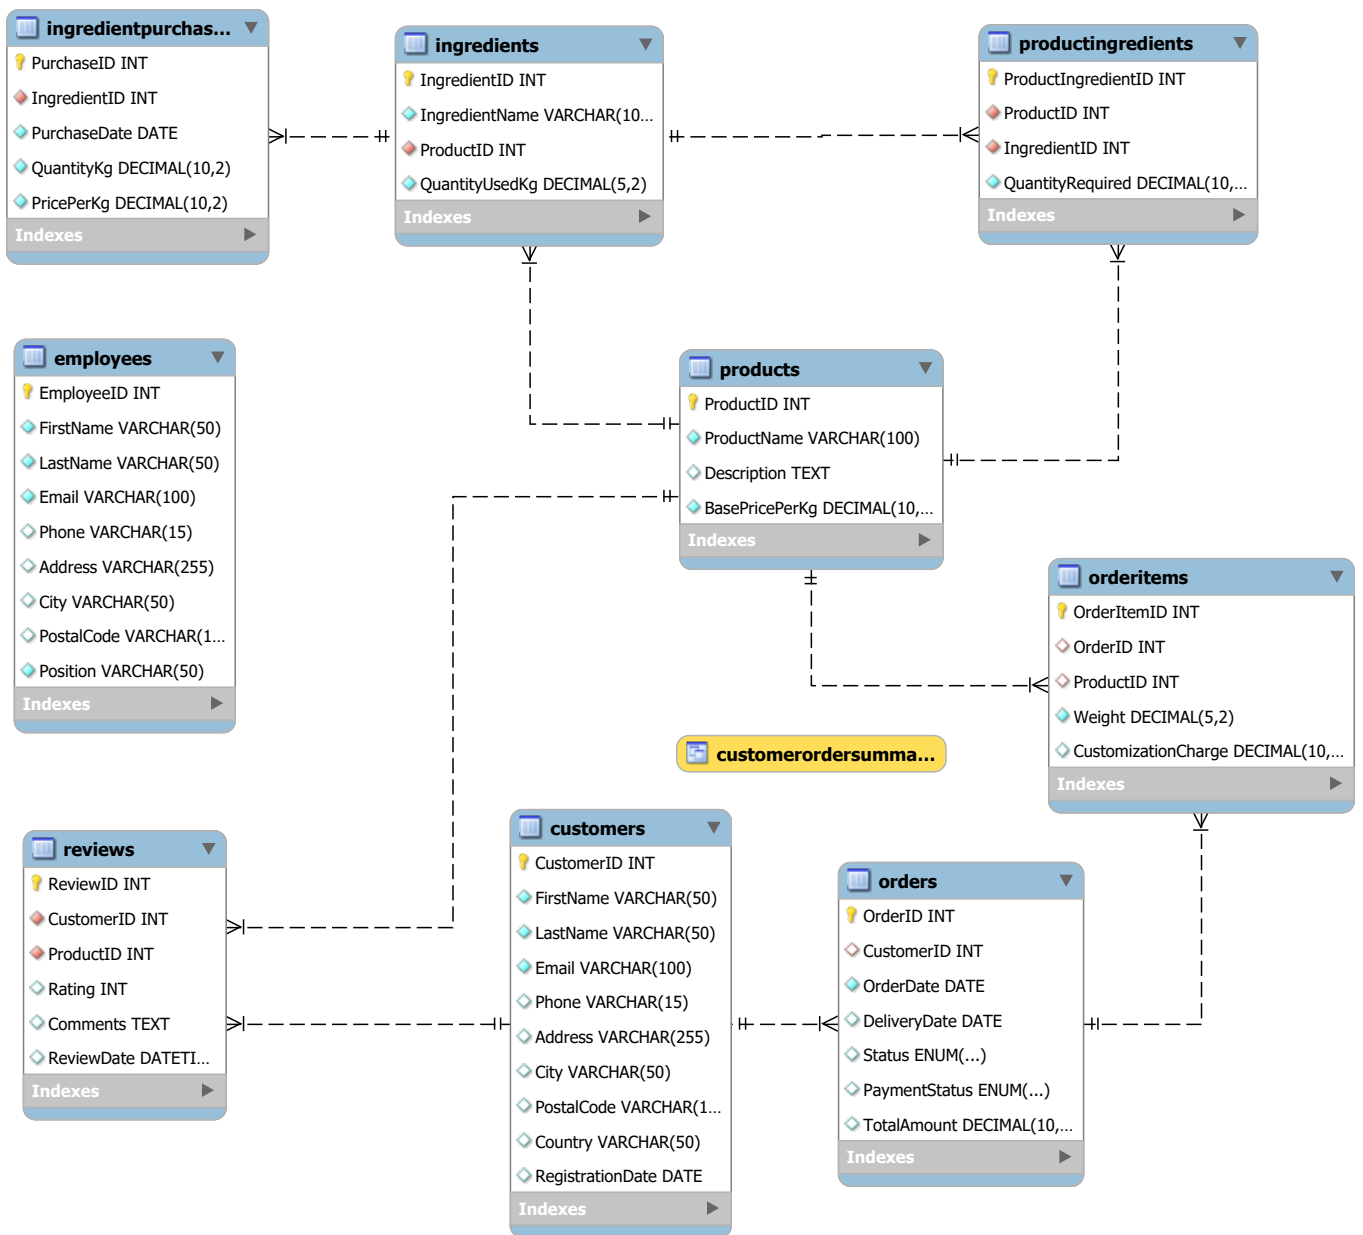 ingredientpurchas...
PurchaseID INT
IngredientID INT
PurchaseDate DATE
QuantityKg DECIMAL(10,2)
PricePerKg DECIMAL(10,2)
Indexes
ingredients
IngredientID INT
IngredientName VARCHAR(10...
ProductID INT
QuantityUsedKg DECIMAL(5,2)
Indexes
productingredients
ProductIngredientID INT
ProductID INT
IngredientID INT
QuantityRequired DECIMAL(10,...
Indexes
employees
EmployeeID INT
FirstName VARCHAR(50)
LastName VARCHAR(50)
Email VARCHAR(100)
Phone VARCHAR(15)
Address VARCHAR(255)
City VARCHAR(50)
PostalCode VARCHAR(1...
Position VARCHAR(50)
Indexes
products
ProductID INT
ProductName VARCHAR(100)
Description TEXT
BasePricePerKg DECIMAL(10,...
Indexes
orderitems
OrderItemID INT
OrderID INT
ProductID INT
Weight DECIMAL(5,2)
CustomizationCharge DECIMAL(10,...
Indexes
customerordersumma...
reviews
ReviewID INT
CustomerID INT
ProductID INT
Rating INT
Comments TEXT
ReviewDate DATETI...
Indexes
customers
CustomerID INT
FirstName VARCHAR(50)
LastName VARCHAR(50)
Email VARCHAR(100)
Phone VARCHAR(15)
Address VARCHAR(255)
City VARCHAR(50)
PostalCode VARCHAR(1...
Country VARCHAR(50)
RegistrationDate DATE
Indexes
orders
OrderID INT
CustomerID INT
OrderDate DATE
DeliveryDate DATE
Status ENUM(...)
PaymentStatus ENUM(...)
TotalAmount DECIMAL(10,...
Indexes